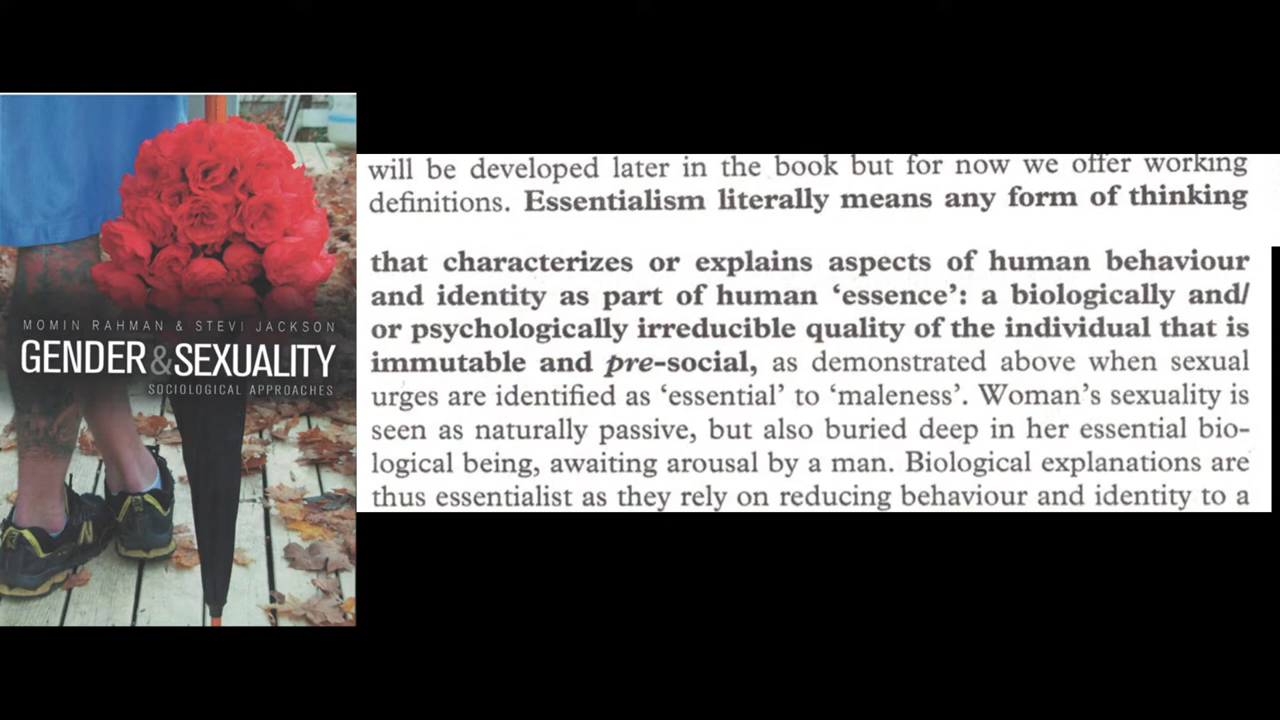 MOMIN RAHMAN & STEVI JACKSON
GENDER & SEXUALITY
SOCIOLOGICAL APPROACHES
will be developed later in the book but for now we offer working
definitions. Essentialism literally means any form of thinking
that characterizes or explains aspects of human behaviour
and identity as part of human ‘essence’: a biologically and/
or psychologically irreducible quality of the individual that is
immutable and pre-social, as demonstrated above when sexual
urges are identified as ‘essential’ to ‘maleness’. Woman’s sexuality is
seen as naturally passive, but also buried deep in her essential bio-
logical being, awaiting arousal by a man. Biological explanations are
thus essentialist as they rely on reducing behaviour and identity to a